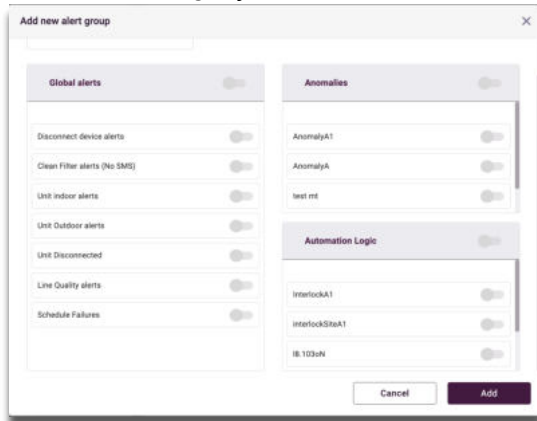 Add new alert group
Global alerts
Disconnect device alerts
Clean Filter alerts (No SMS)
Unit indoor alerts
Unit Outdoor alerts
Unit Disconnected
Line Quality alerts
Schedule Failures
Anomalies
AnomalyA1
AnomalyA
test mt
Automation Logic
InterlockA1
interlockSiteA1
Cancel
Add